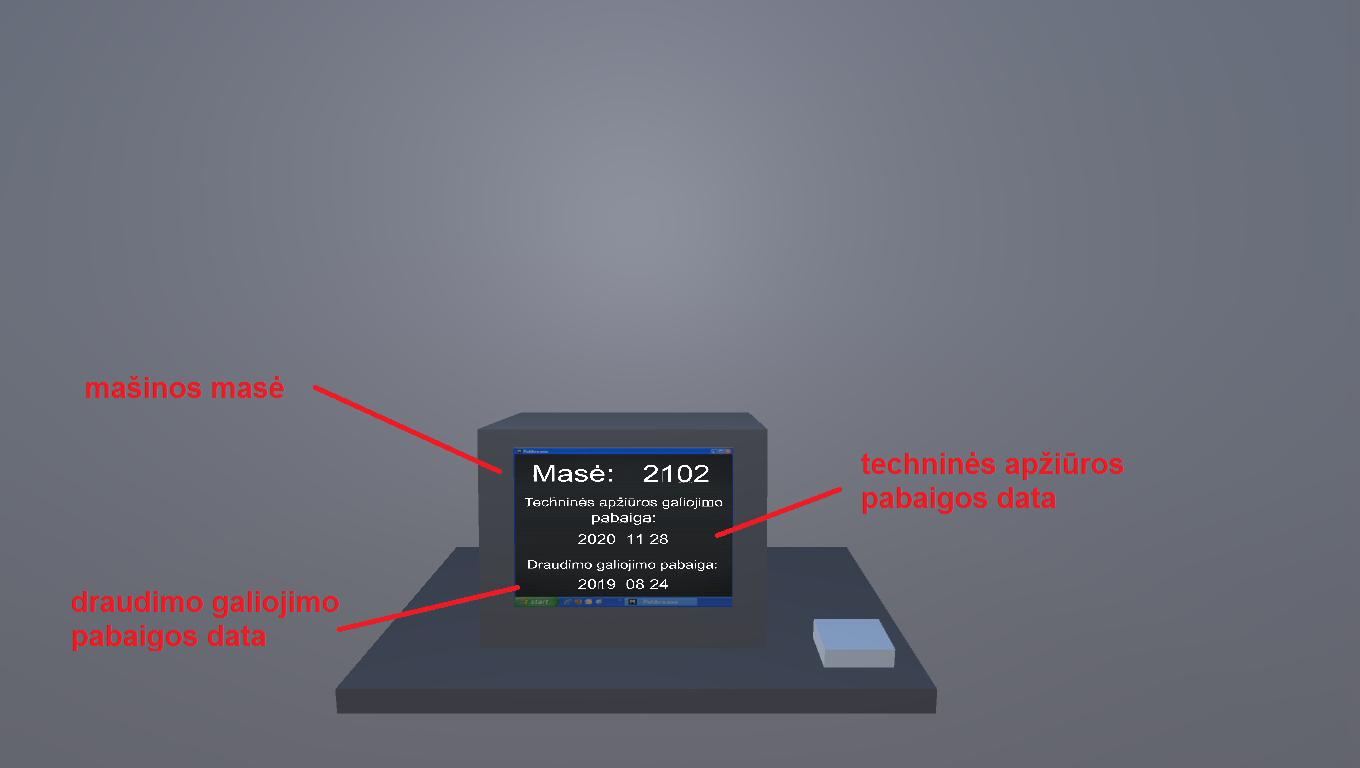 mašinos masė
Masė: 2102
Techninės apžiūros galiojimo
pabaiga:
2020 11 28
Draudimo galiojimo pabaiga:
2019 08 24
start
techninės apžiūros
pabaigos data
draudimo galiojimo
pabaigos data